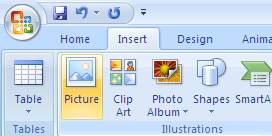 Home Insert Design Anima
Table Picture Clip Art Photo Album Shapes SmartA
Tables Illustrations